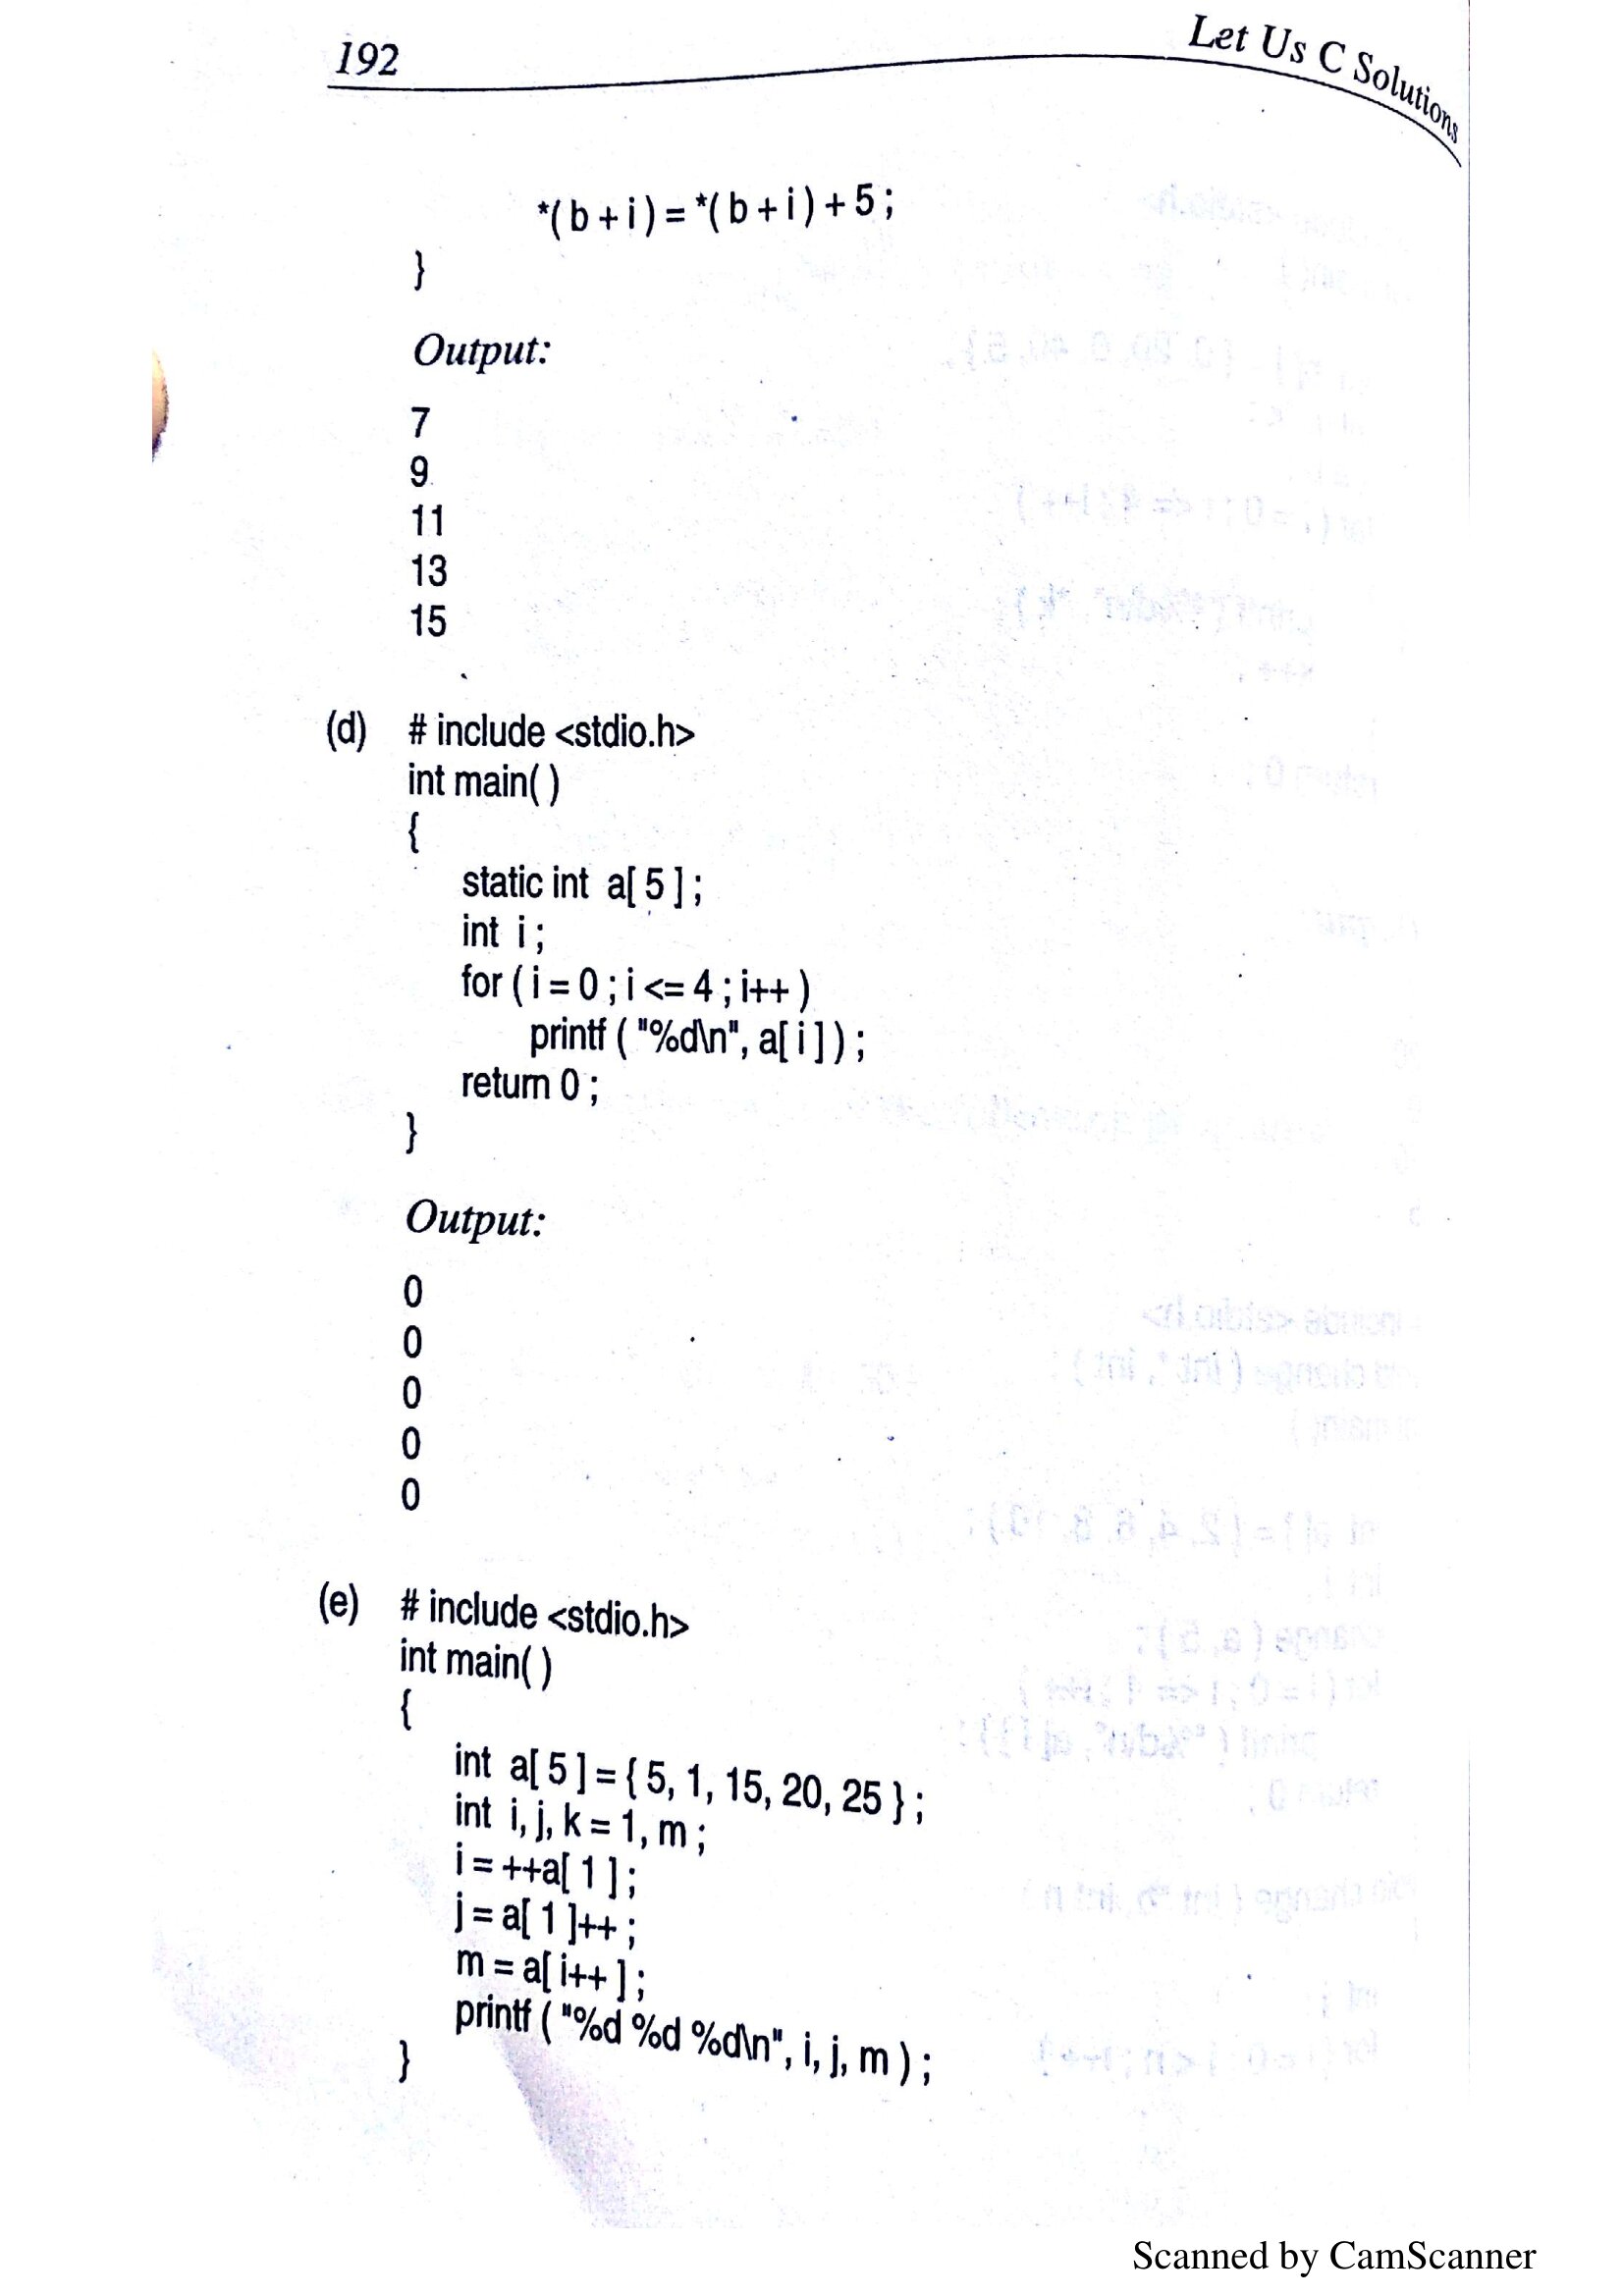 192
Let Us C Solutions
*( b + i ) = *( b + i ) + 5 ;
}
Output:
7
9
11
13
15
(d) # include <stdio.h>
int main( )
{
static int a[ 5 ] ;
int i ;
for ( i = 0 ; i <= 4 ; i++ )
printf ( "%d\n", a[ i ] ) ;
return 0 ;
}
Output:
0
0
0
0
0
(e) # include <stdio.h>
int main( )
{
int a[ 5 ] = { 5, 1, 15, 20, 25 } ;
int i, j, k = 1, m ;
i = ++a[ 1 ] ;
j = a[ 1 ]++ ;
m = a[ i++ ] ;
printf ( "%d %d %d\n", i, j, m ) ;
}
Scanned by CamScanner